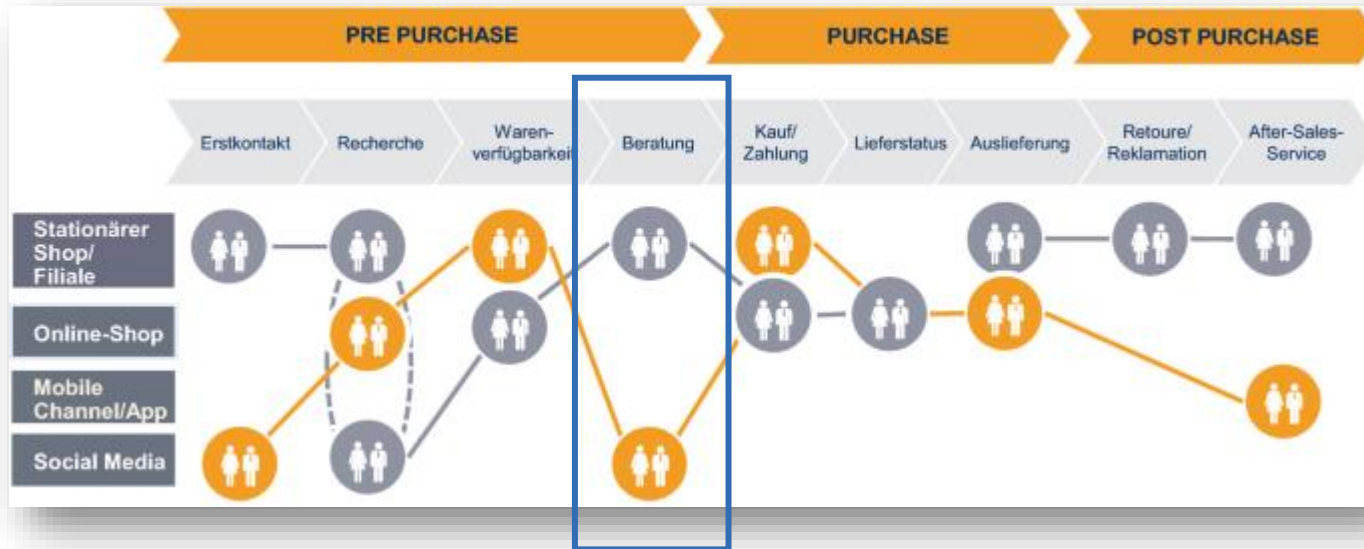 PRE PURCHASE
PURCHASE
POST PURCHASE
Erstkontakt
Recherche
Waren-
verfügbarkeit
Beratung
Kauf/
Zahlung
Lieferstatus
Auslieferung
Retoure/
Reklamation
After-Sales-
Service
Stationärer
Shop/
Filiale
Online-Shop
Mobile
Channel/App
Social Media